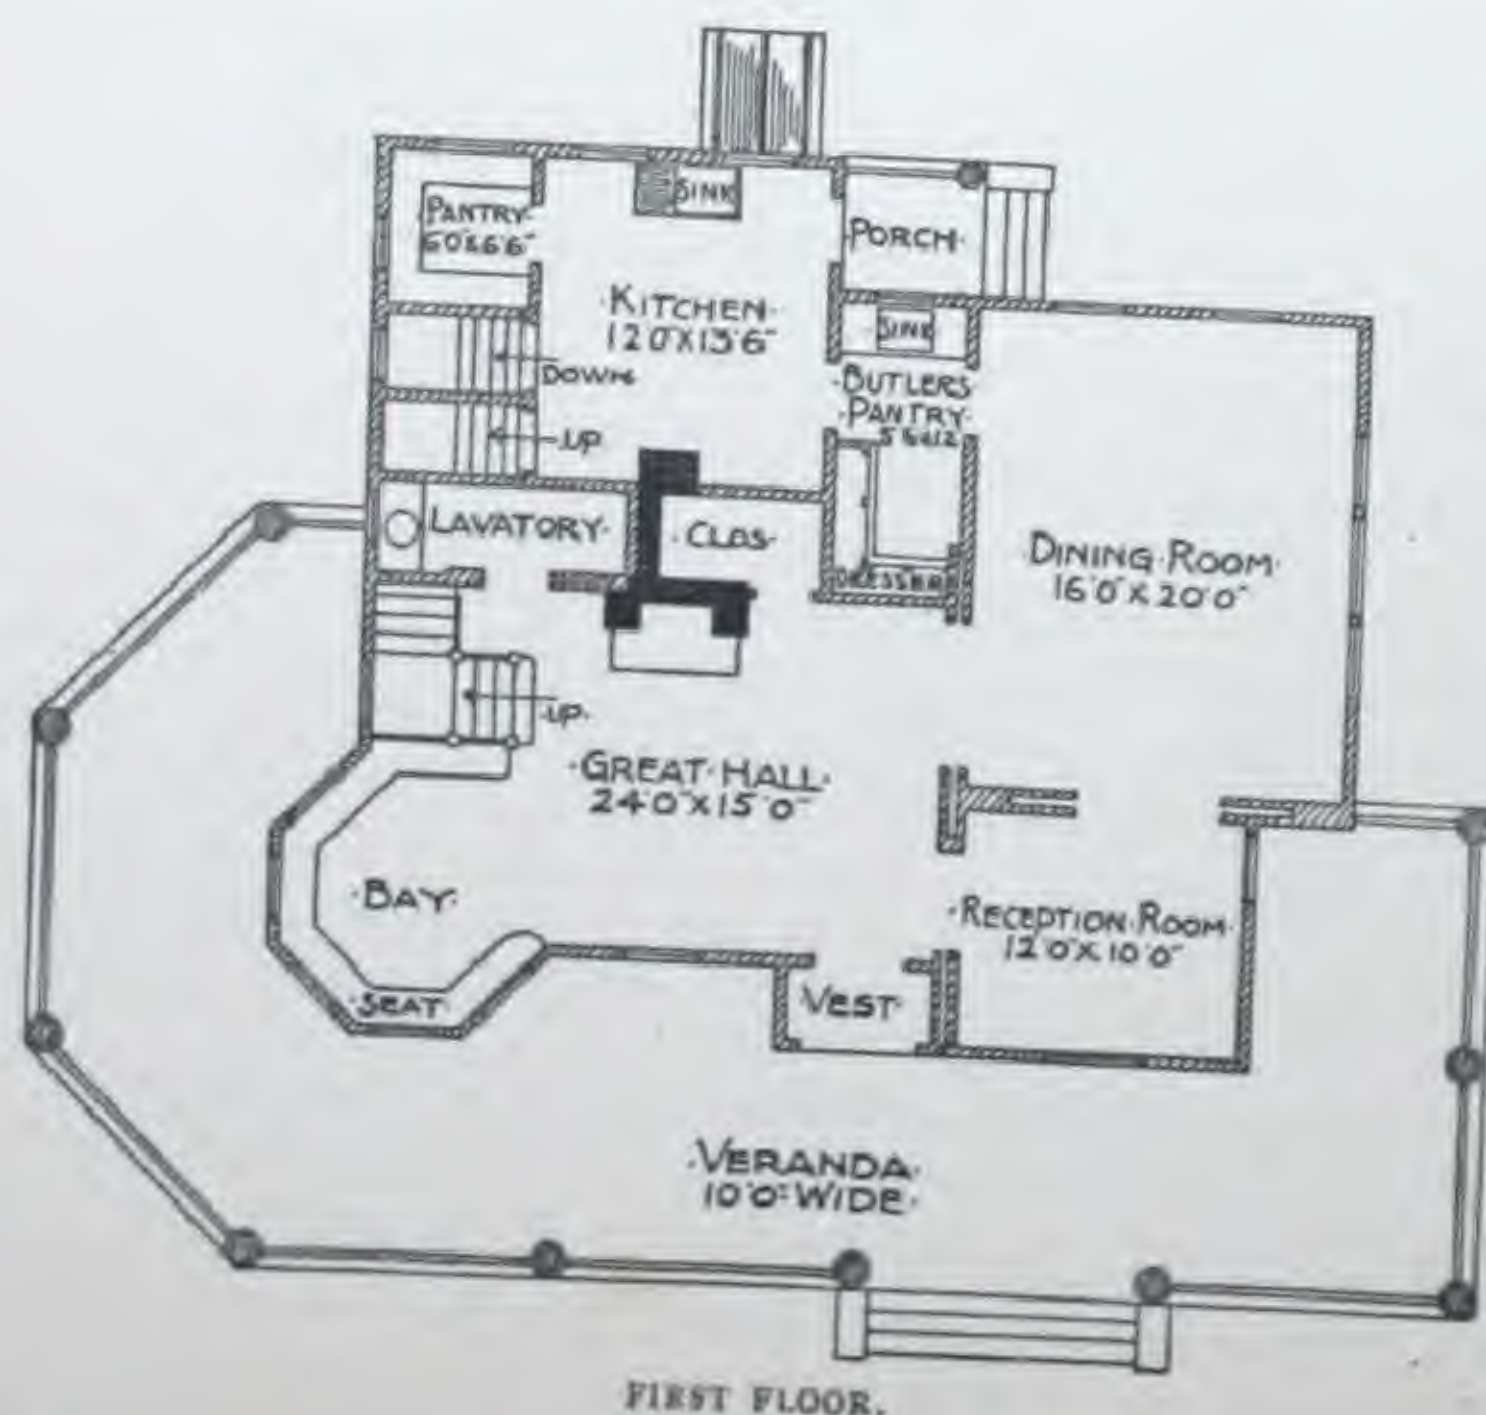 SINK
PANTRY
6'0"x6'6"
PORCH
KITCHEN
12'0"X13'6"
SINK
DOWN
BUTLERS
PANTRY
UP
LAVATORY
CLOS
DINING ROOM
16'0"X20'0"
DRESSER
UP
GREAT HALL
24'0"X15'0"
BAY
RECEPTION ROOM
12'0"X10'0"
SEAT
VEST
VERANDA
10'0" WIDE
FIRST FLOOR.